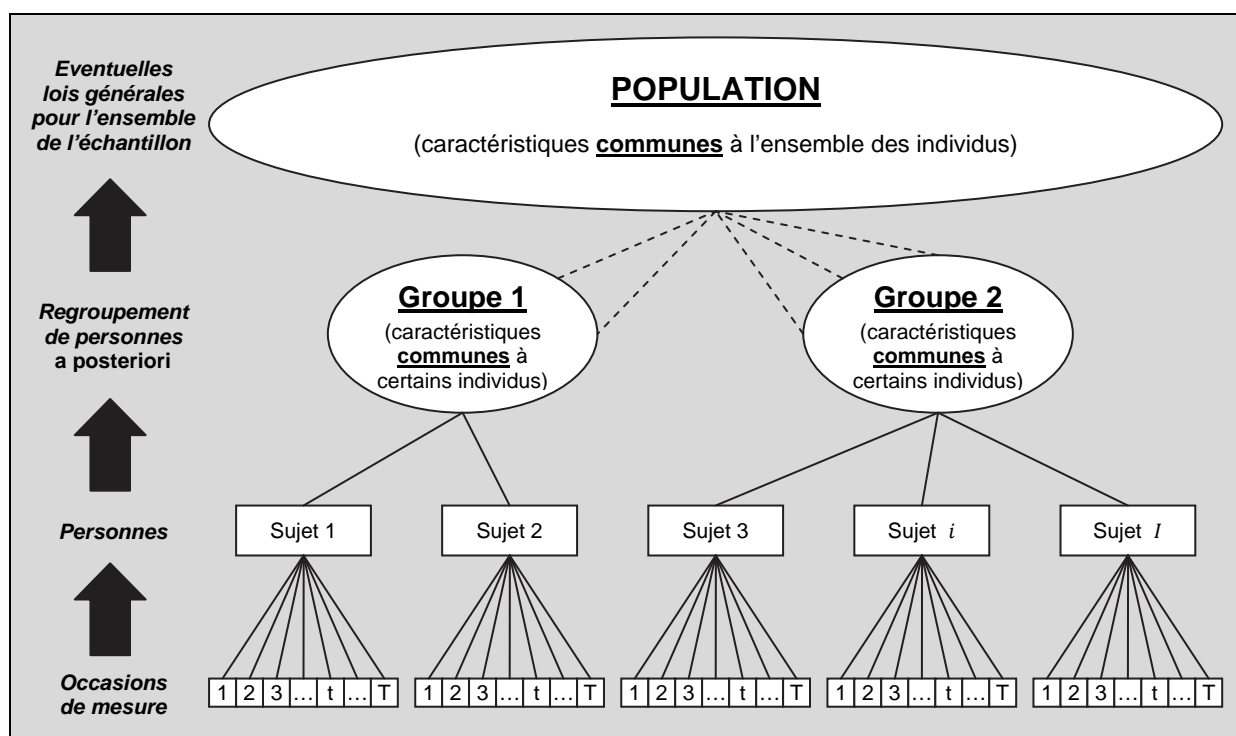 Eventuelles
lois générales
pour l'ensemble
de l'échantillon
POPULATION
(caractéristiques communes à l'ensemble des individus)
Regroupement
de personnes
a posteriori
Groupe 1
(caractéristiques
communes à
certains individus)
Groupe 2
(caractéristiques
communes à
certains individus)
Personnes
Sujet 1
Sujet 2
Sujet 3
Sujet i
Sujet I
Occasions
de mesure
1 2 3 … t … T
1 2 3 … t … T
1 2 3 … t … T
1 2 3 … t … T
1 2 3 … t … T